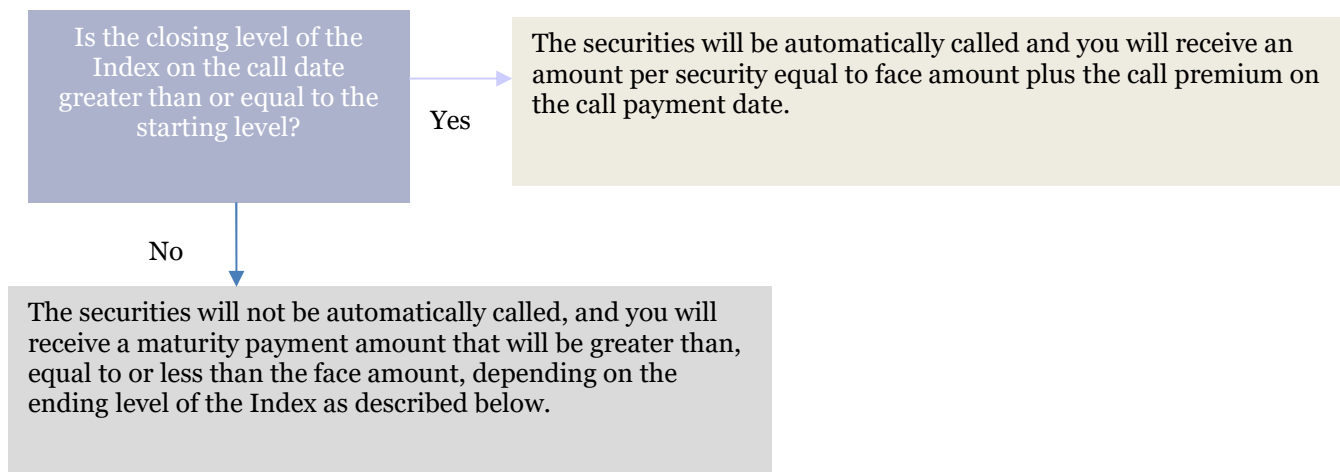 Is the closing level of the
Index on the call date
greater than or equal to the
starting level?
Yes
The securities will be automatically called and you will receive an
amount per security equal to face amount plus the call premium on
the call payment date.
No
The securities will not be automatically called, and you will
receive a maturity payment amount that will be greater than,
equal to or less than the face amount, depending on the
ending level of the Index as described below.